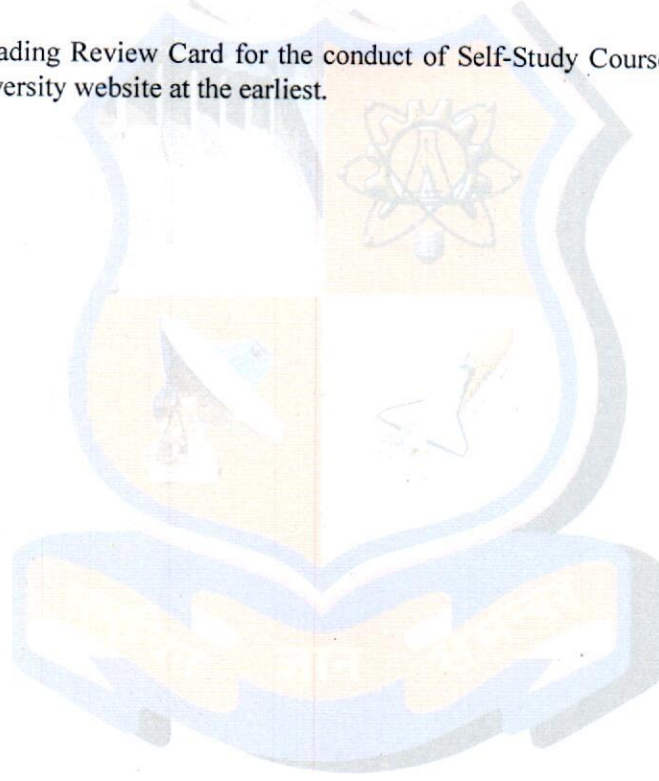 ading Review Card for the conduct of Self-Study Cours
versity website at the earliest.
ज्ञान